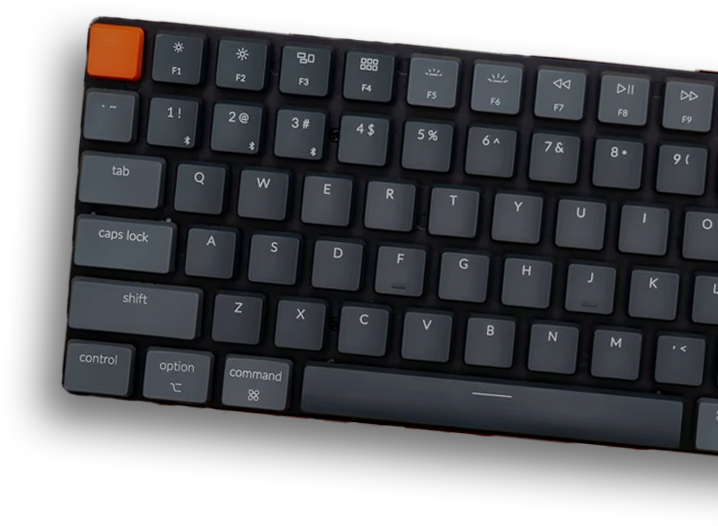 F1 F2 F3 F4 F5 F6 F7 F8 F9
` ~ 1 ! 2 @ 3 # 4 $ 5 % 6 ^ 7 & 8 * 9 (
tab Q W E R T Y U I O
caps lock A S D F G H J K L
shift Z X C V B N M , <
control option ⌥ command ⌘